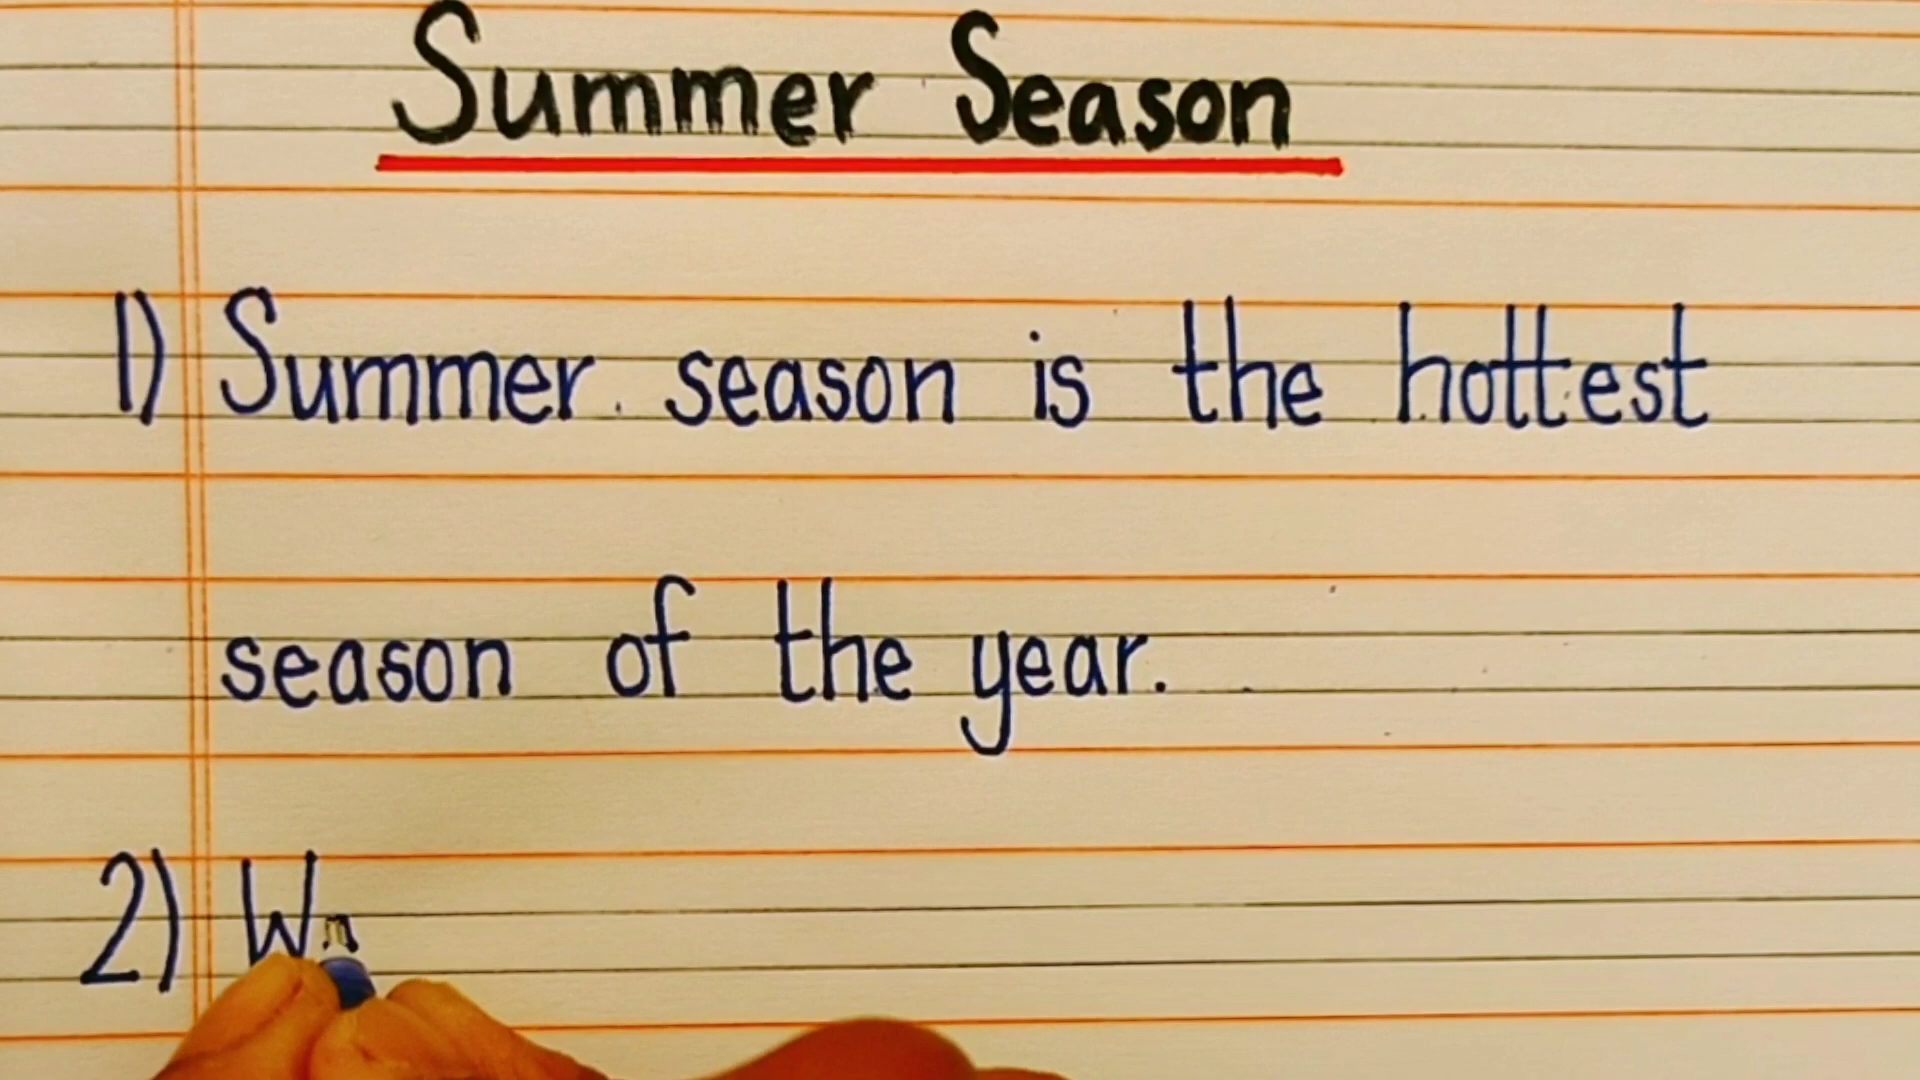 Summer Season
1) Summer season is the hottest
season of the year.
2) W